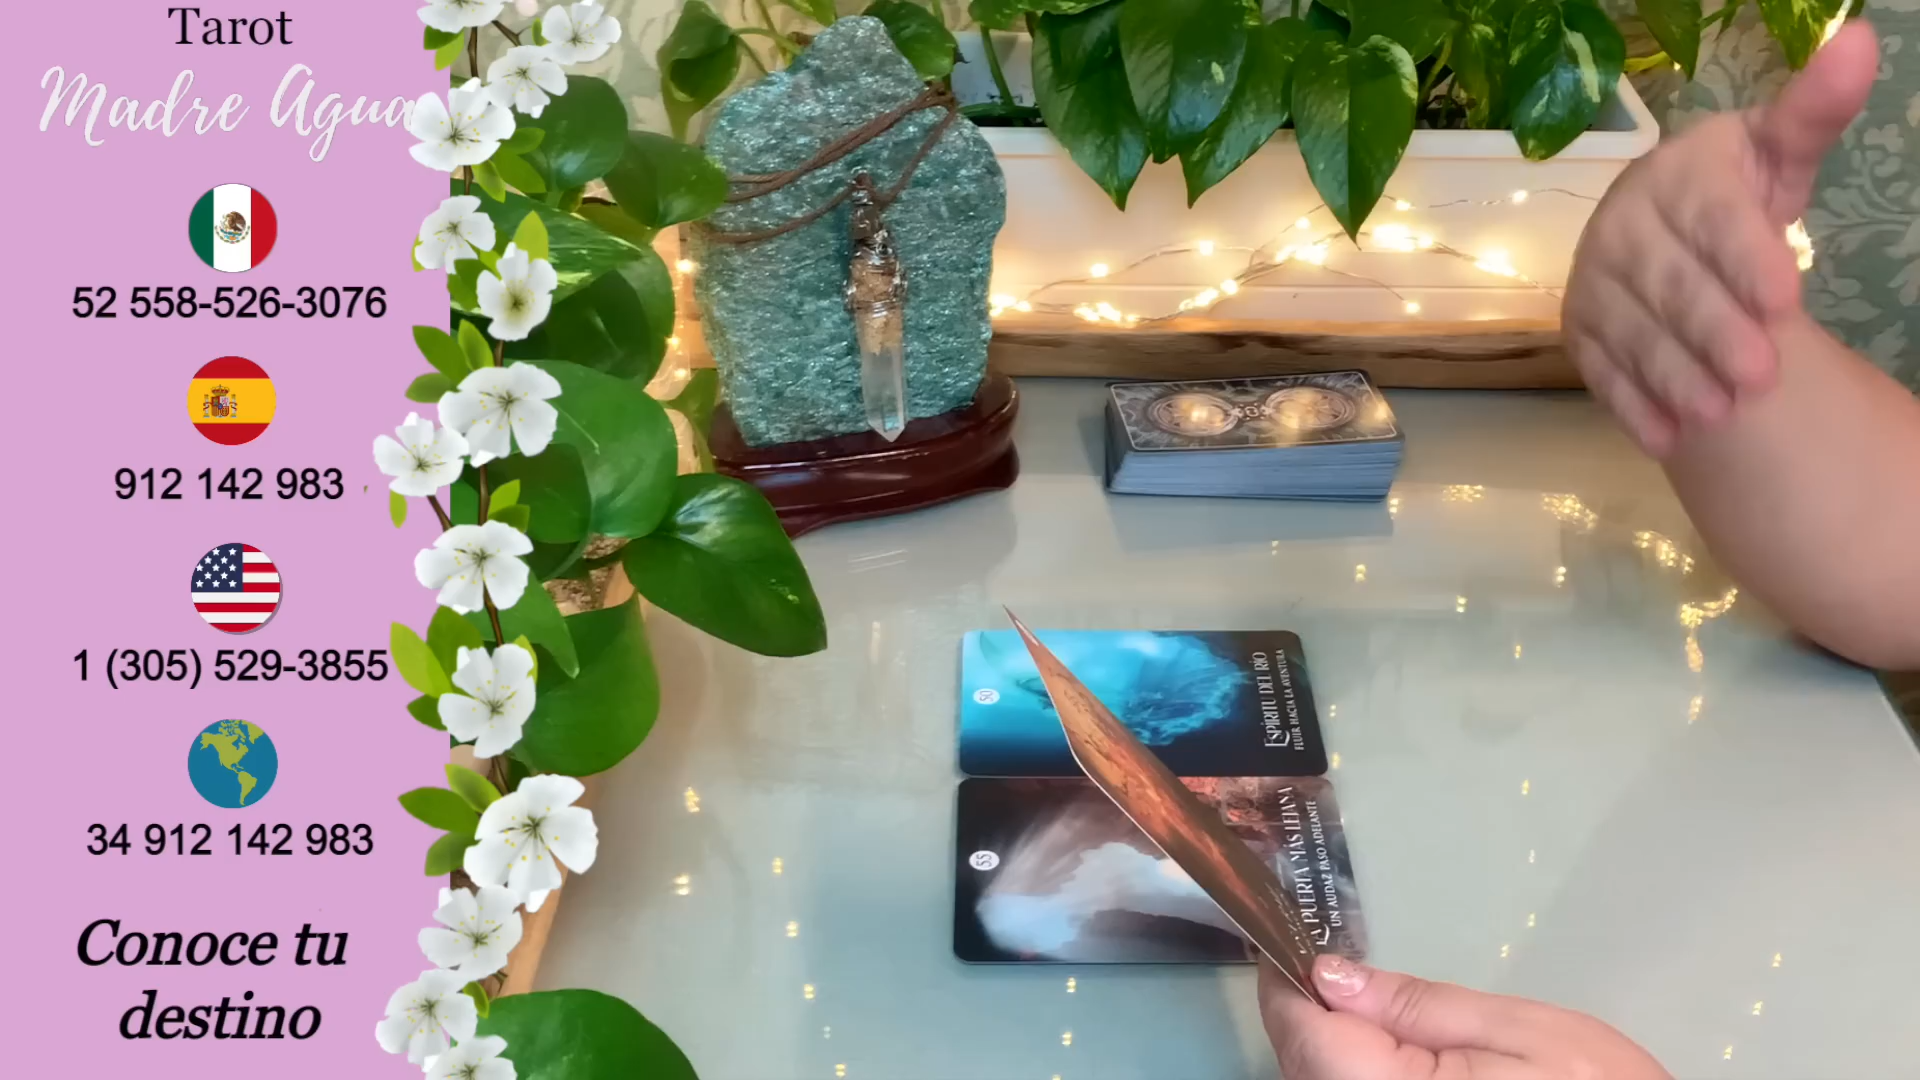 Tarot
Madre Agua
52 558-526-3076
912 142 983
1 (305) 529-3855
34 912 142 983
Conoce tu
destino
50
ESPÍRITU DEL RÍO
FLUIR HACIA LA AVENTURA
55
LA PUERTA MÁS LEJANA
UN AUDAZ PASO ADELANTE